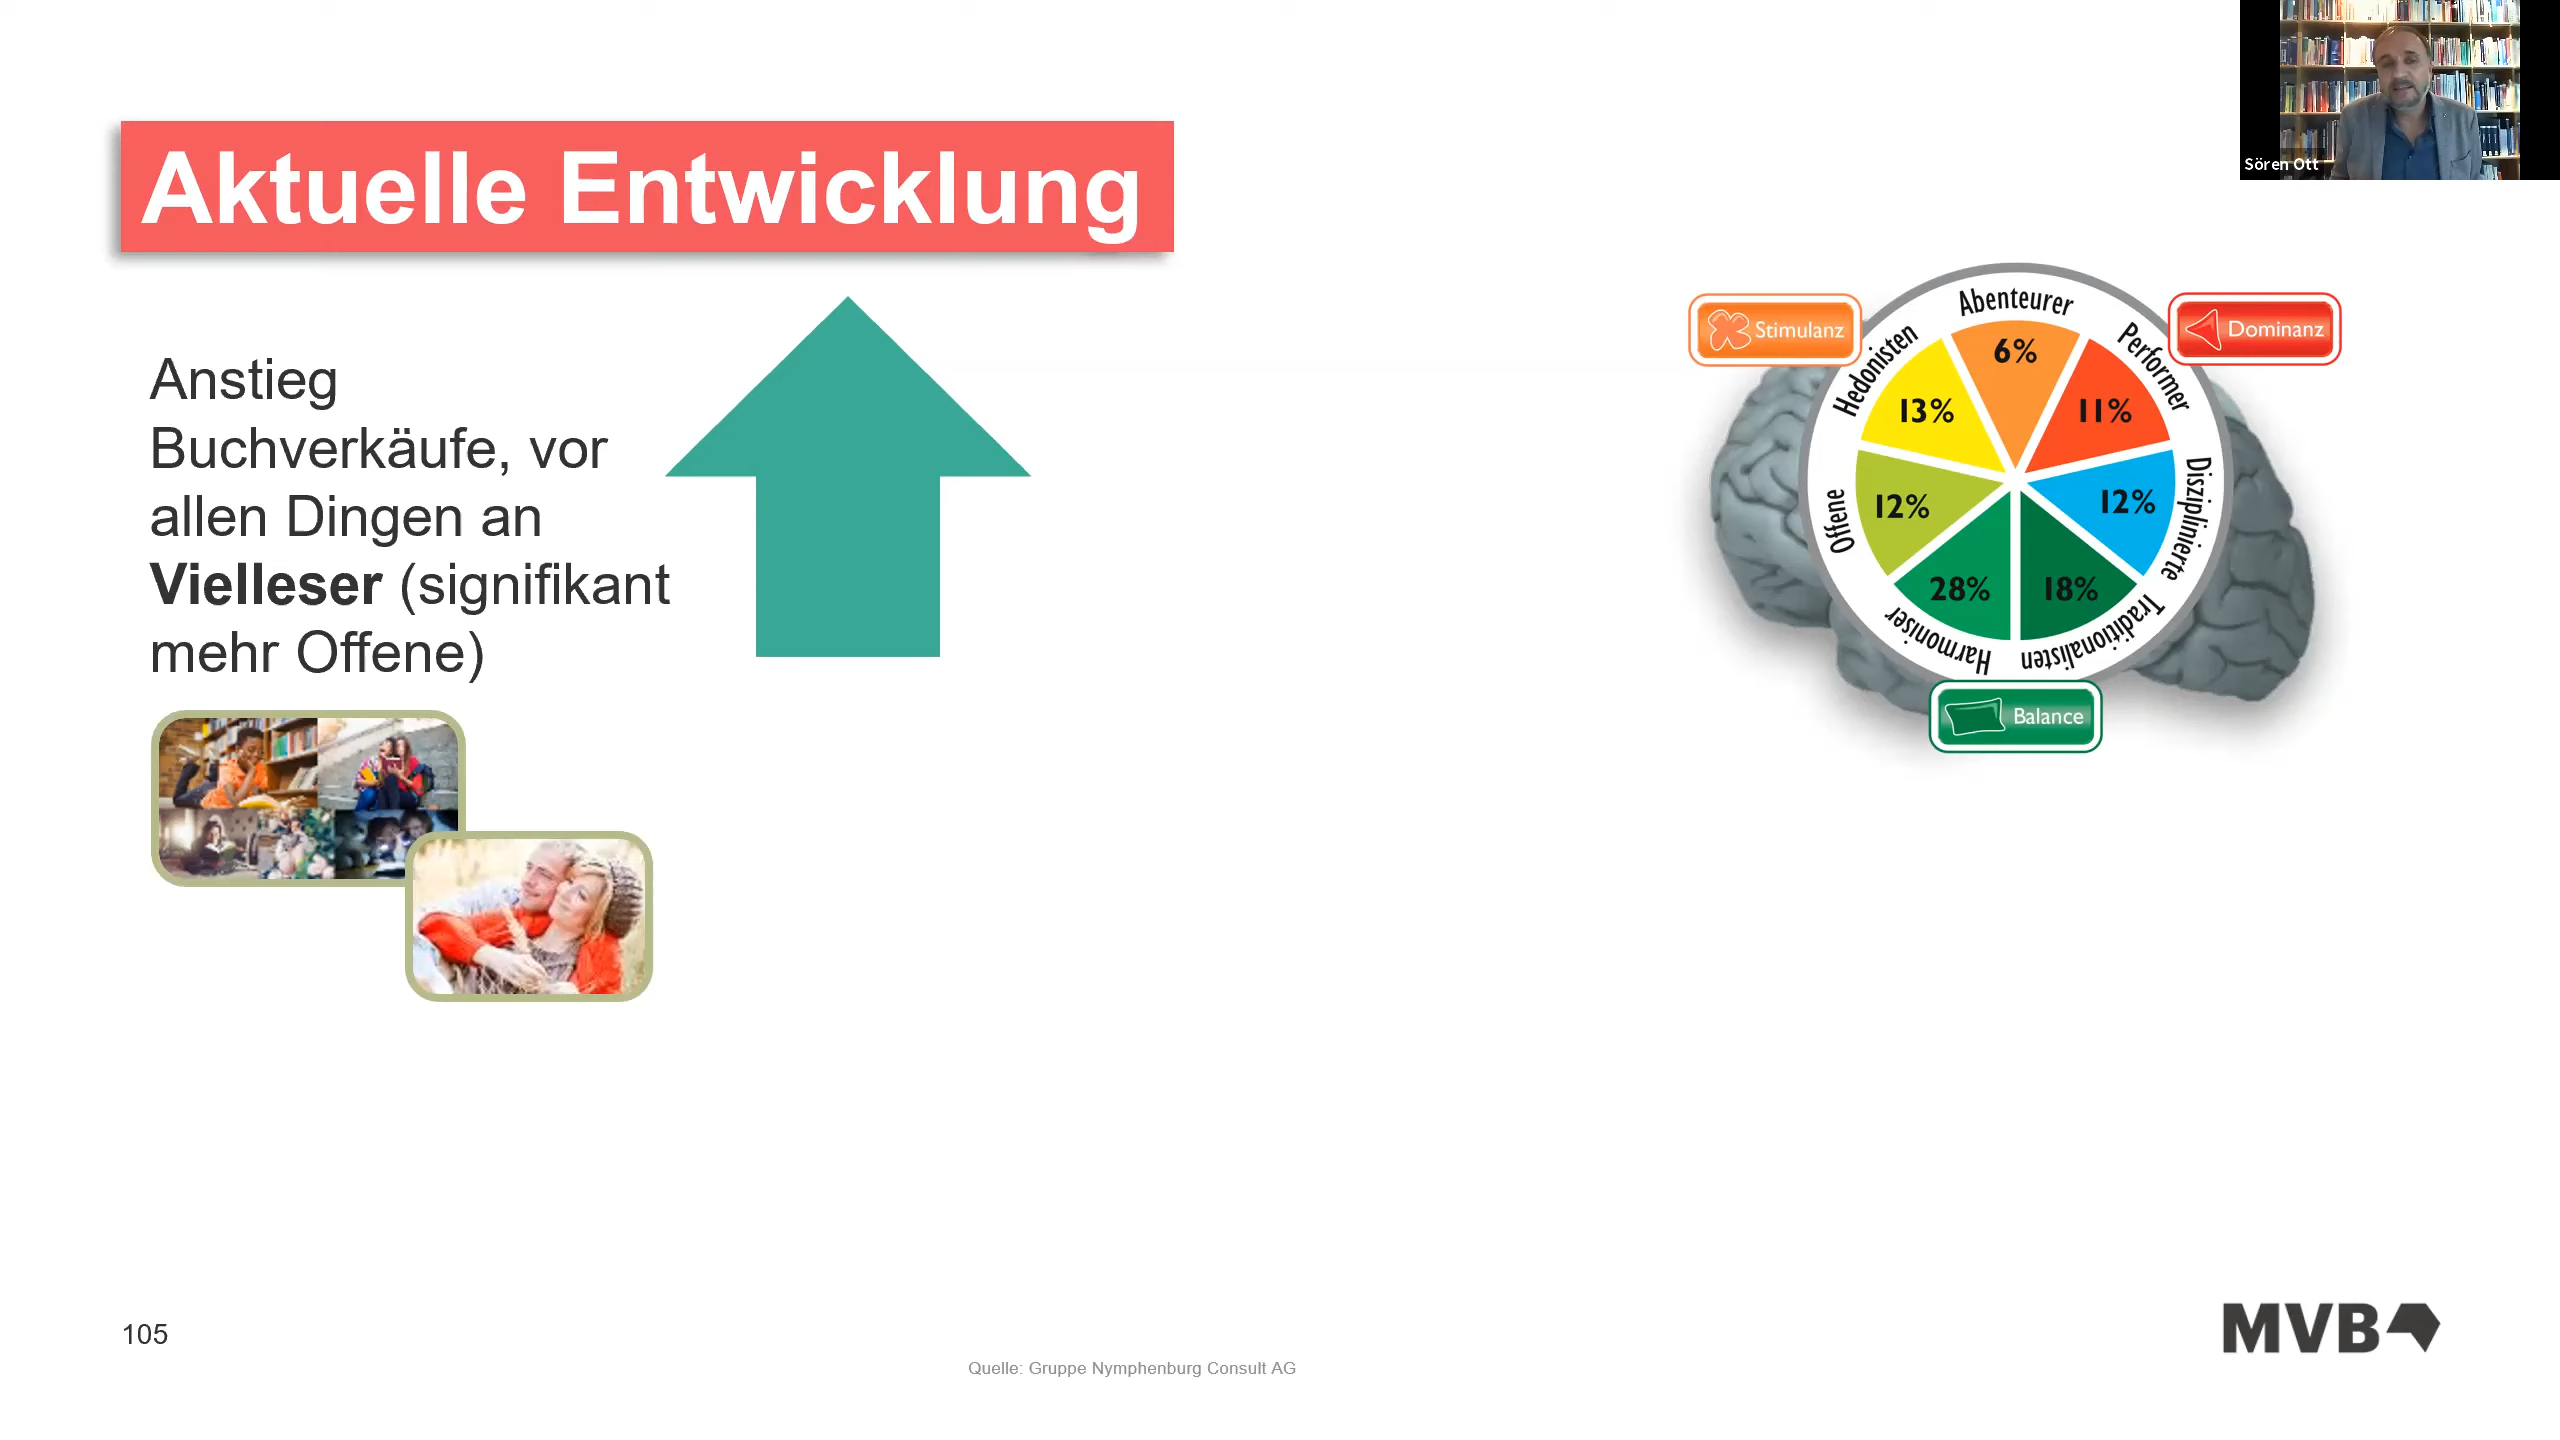 Sören Ott
Aktuelle Entwicklung
Anstieg
Buchverkäufe, vor
allen Dingen an
Vielleser (signifikant
mehr Offene)
Stimulanz
Dominanz
Balance
Abenteurer
6%
Performer
11%
Disziplinierte
12%
Traditionalisten
18%
Harmoniser
28%
Offene
12%
Hedonisten
13%
105
Quelle: Gruppe Nymphenburg Consult AG
MVB